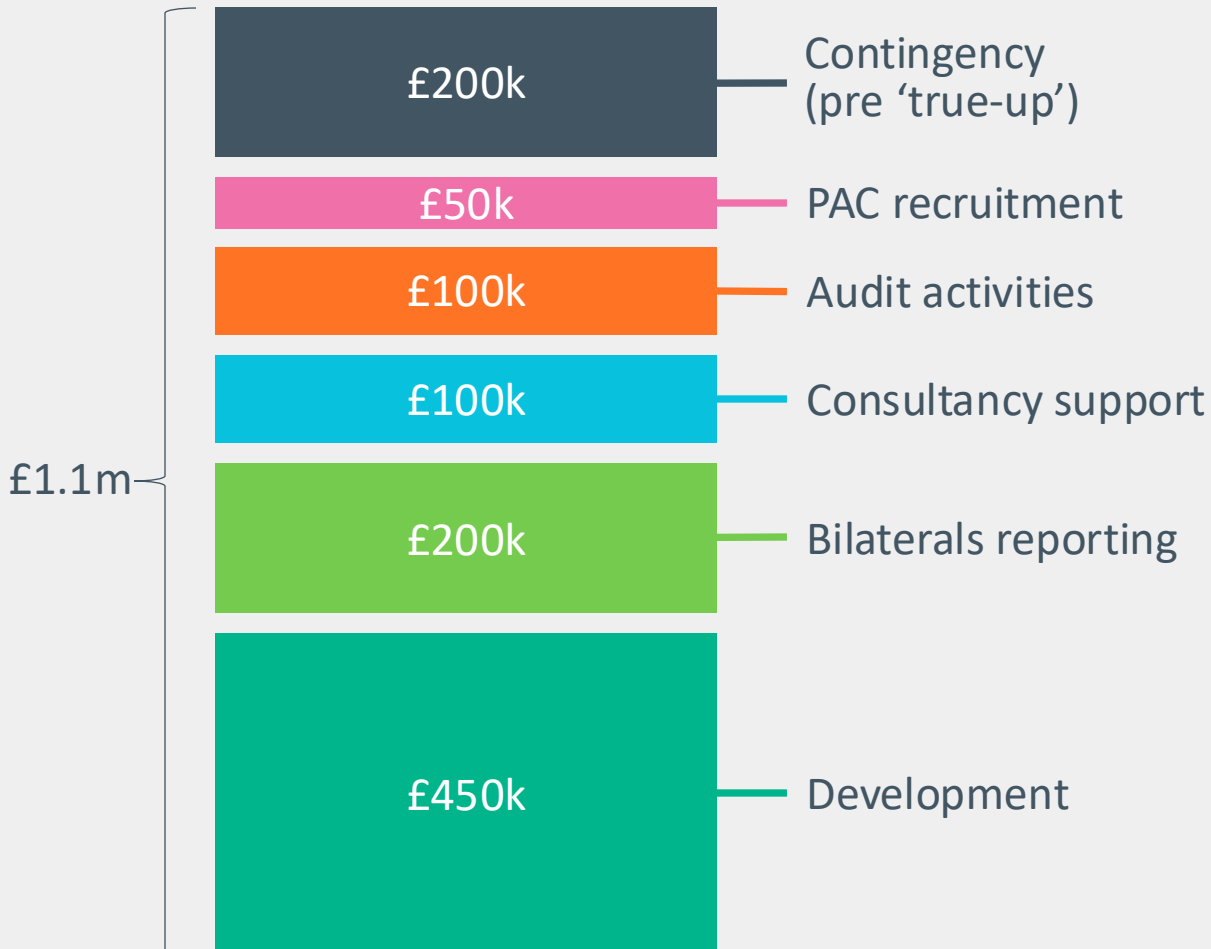 £200k
Contingency
(pre ‘true-up’)
£50k
PAC recruitment
£100k
Audit activities
£100k
Consultancy support
£1.1m
£200k
Bilaterals reporting
£450k
Development